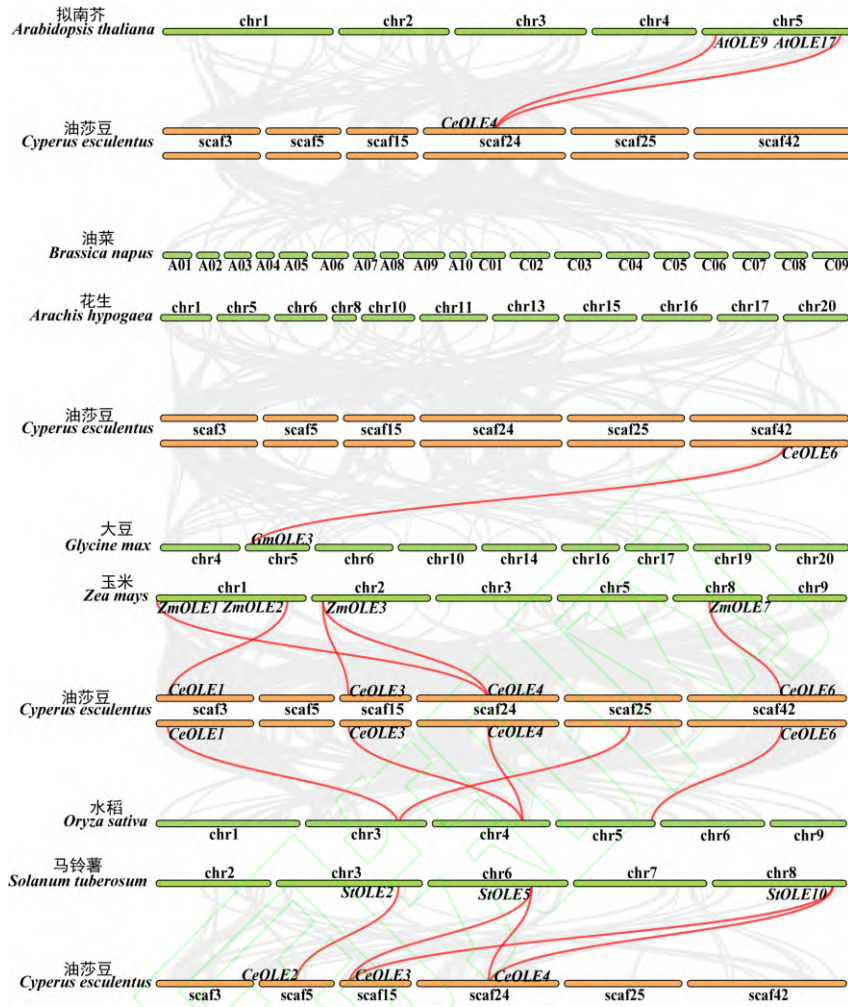 拟南芥
Arabidopsis thaliana
chr1 chr2 chr3 chr4 chr5
AtOLE9 AtOLE17
油莎豆
Cyperus esculentus
CeOLE4
scaf3 scaf5 scaf15 scaf24 scaf25 scaf42
油菜
Brassica napus
A01 A02 A03 A04 A05 A06 A07 A08 A09 A10 C01 C02 C03 C04 C05 C06 C07 C08 C09
花生
Arachis hypogaea
chr1 chr5 chr6 chr8 chr10 chr11 chr13 chr15 chr16 chr17 chr20
油莎豆
Cyperus esculentus
scaf3 scaf5 scaf15 scaf24 scaf25 scaf42
CeOLE6
大豆
Glycine max
GmOLE3
chr4 chr5 chr6 chr10 chr14 chr16 chr17 chr19 chr20
玉米
Zea mays
chr1 chr2 chr3 chr5 chr8 chr9
ZmOLE1 ZmOLE2 ZmOLE3 ZmOLE7
油莎豆
Cyperus esculentus
CeOLE1 CeOLE3 CeOLE4 CeOLE6
scaf3 scaf5 scaf15 scaf24 scaf25 scaf42
CeOLE1 CeOLE3 CeOLE4 CeOLE6
水稻
Oryza sativa
chr1 chr3 chr4 chr5 chr6 chr9
马铃薯
Solanum tuberosum
chr2 chr3 chr6 chr7 chr8
StOLE2 StOLE5 StOLE10
油莎豆
Cyperus esculentus
CeOLE2 CeOLE3 CeOLE4
scaf3 scaf5 scaf15 scaf24 scaf25 scaf42